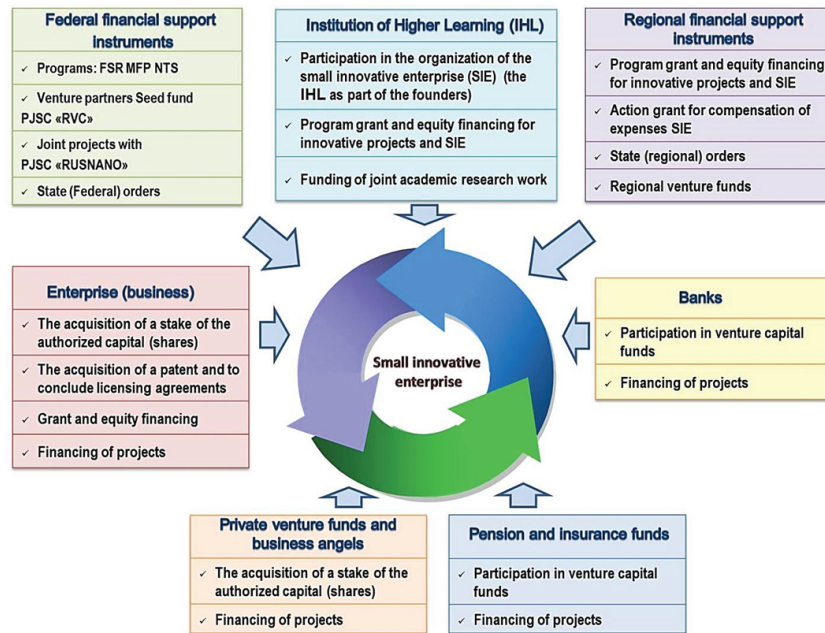 Federal financial support
instruments
✓ Programs: FSR MFP NTS
✓ Venture partners Seed fund
PJSC «RVC»
✓ Joint projects with
PJSC «RUSNANO»
✓ State (Federal) orders
Institution of Higher Learning (IHL)
✓ Participation in the organization of the
small innovative enterprise (SIE) (the
IHL as part of the founders)
✓ Program grant and equity financing for
innovative projects and SIE
✓ Funding of joint academic research work
Regional financial support
instruments
✓ Program grant and equity financing
for innovative projects and SIE
✓ Action grant for compensation of
expenses SIE
✓ State (regional) orders
✓ Regional venture funds
Enterprise (business)
✓ The acquisition of a stake of the
authorized capital (shares)
✓ The acquisition of a patent and to
conclude licensing agreements
✓ Grant and equity financing
✓ Financing of projects
Small innovative
enterprise
Banks
✓ Participation in venture capital
funds
✓ Financing of projects
Private venture funds and
business angels
✓ The acquisition of a stake of the
authorized capital (shares)
✓ Financing of projects
Pension and insurance funds
✓ Participation in venture capital
funds
✓ Financing of projects